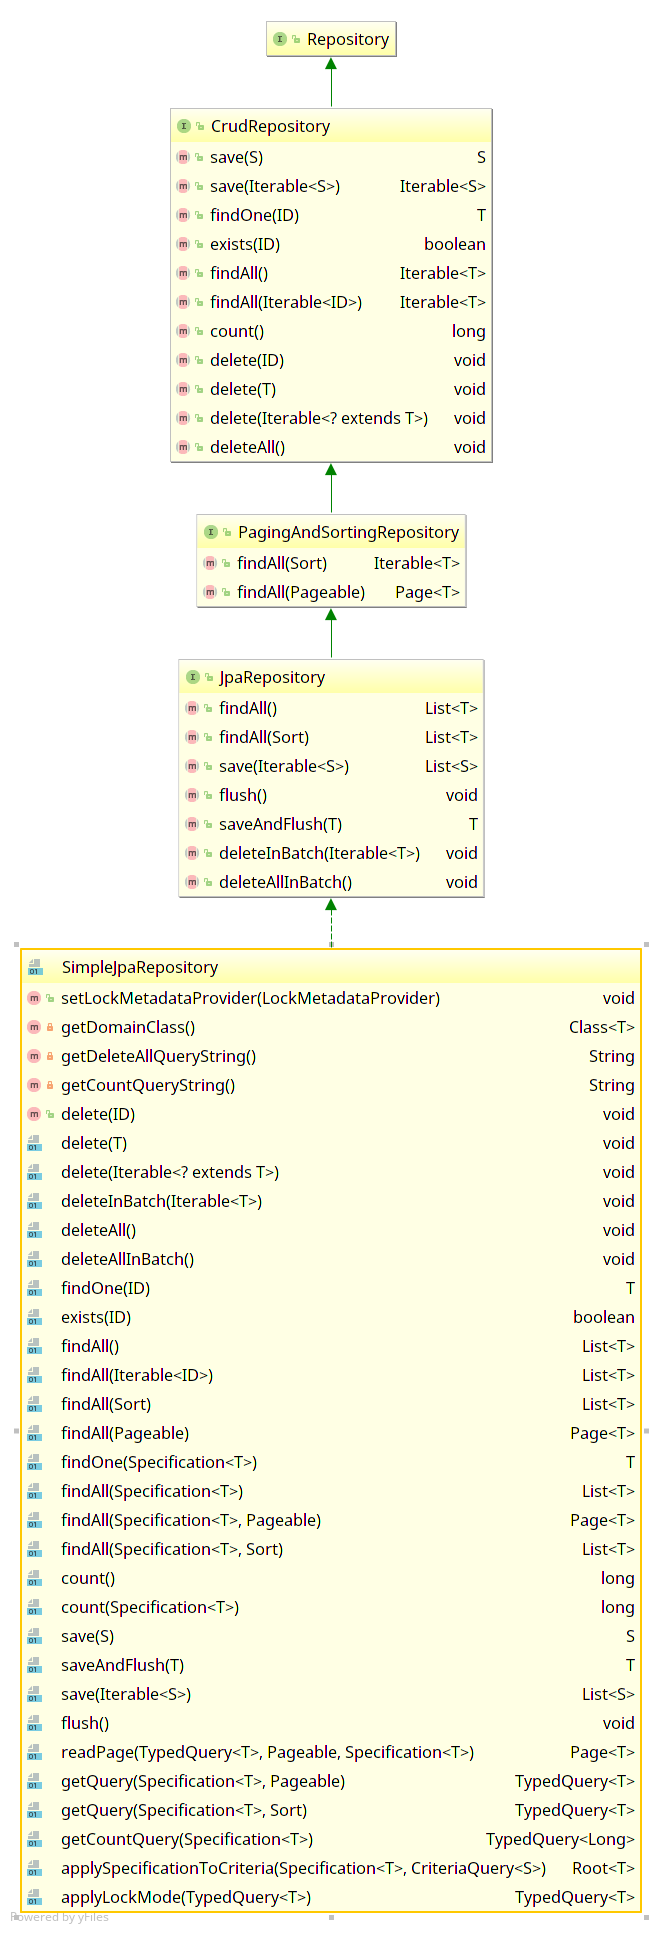 Repository
CrudRepository
save(S) S
save(Iterable<S>) Iterable<S>
findOne(ID) T
exists(ID) boolean
findAll() Iterable<T>
findAll(Iterable<ID>) Iterable<T>
count() long
delete(ID) void
delete(T) void
delete(Iterable<? extends T>) void
deleteAll() void
PagingAndSortingRepository
findAll(Sort) Iterable<T>
findAll(Pageable) Page<T>
JpaRepository
findAll() List<T>
findAll(Sort) List<T>
save(Iterable<S>) List<S>
flush() void
saveAndFlush(T) T
deleteInBatch(Iterable<T>) void
deleteAllInBatch() void
SimpleJpaRepository
setLockMetadataProvider(LockMetadataProvider) void
getDomainClass() Class<T>
getDeleteAllQueryString() String
getCountQueryString() String
delete(ID) void
delete(T) void
delete(Iterable<? extends T>) void
deleteInBatch(Iterable<T>) void
deleteAll() void
deleteAllInBatch() void
findOne(ID) T
exists(ID) boolean
findAll() List<T>
findAll(Iterable<ID>) List<T>
findAll(Sort) List<T>
findAll(Pageable) Page<T>
findOne(Specification<T>) T
findAll(Specification<T>) List<T>
findAll(Specification<T>, Pageable) Page<T>
findAll(Specification<T>, Sort) List<T>
count() long
count(Specification<T>) long
save(S) S
saveAndFlush(T) T
save(Iterable<S>) List<S>
flush() void
readPage(TypedQuery<T>, Pageable, Specification<T>) Page<T>
getQuery(Specification<T>, Pageable) TypedQuery<T>
getQuery(Specification<T>, Sort) TypedQuery<T>
getCountQuery(Specification<T>) TypedQuery<Long>
applySpecificationToCriteria(Specification<T>, CriteriaQuery<S>) Root<T>
applyLockMode(TypedQuery<T>) TypedQuery<T>
Powered by yFiles